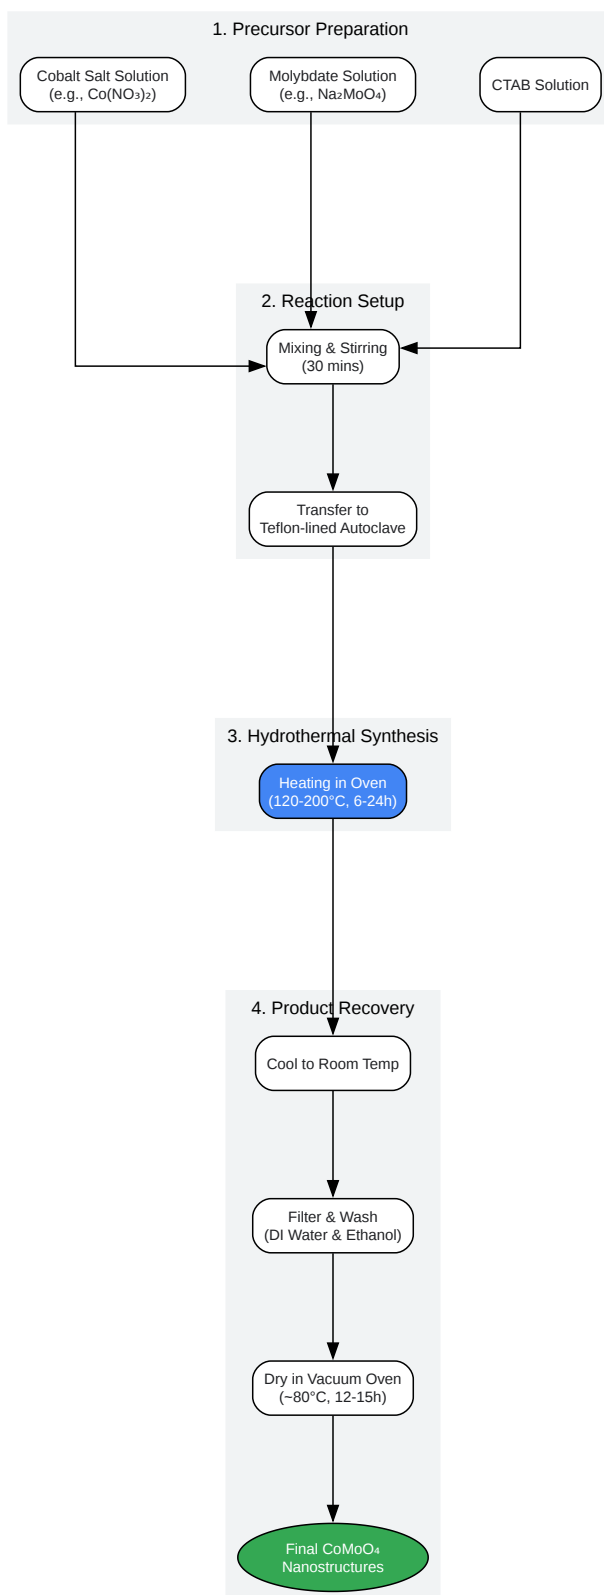 1. Precursor Preparation
Cobalt Salt Solution
(e.g., Co(NO₃)₂)
Molybdate Solution
(e.g., Na₂MoO₄)
CTAB Solution
2. Reaction Setup
Mixing & Stirring
(30 mins)
Transfer to
Teflon-lined Autoclave
3. Hydrothermal Synthesis
Heating in Oven
(120-200°C, 6-24h)
4. Product Recovery
Cool to Room Temp
Filter & Wash
(DI Water & Ethanol)
Dry in Vacuum Oven
(~80°C, 12-15h)
Final CoMoO₄
Nanostructures